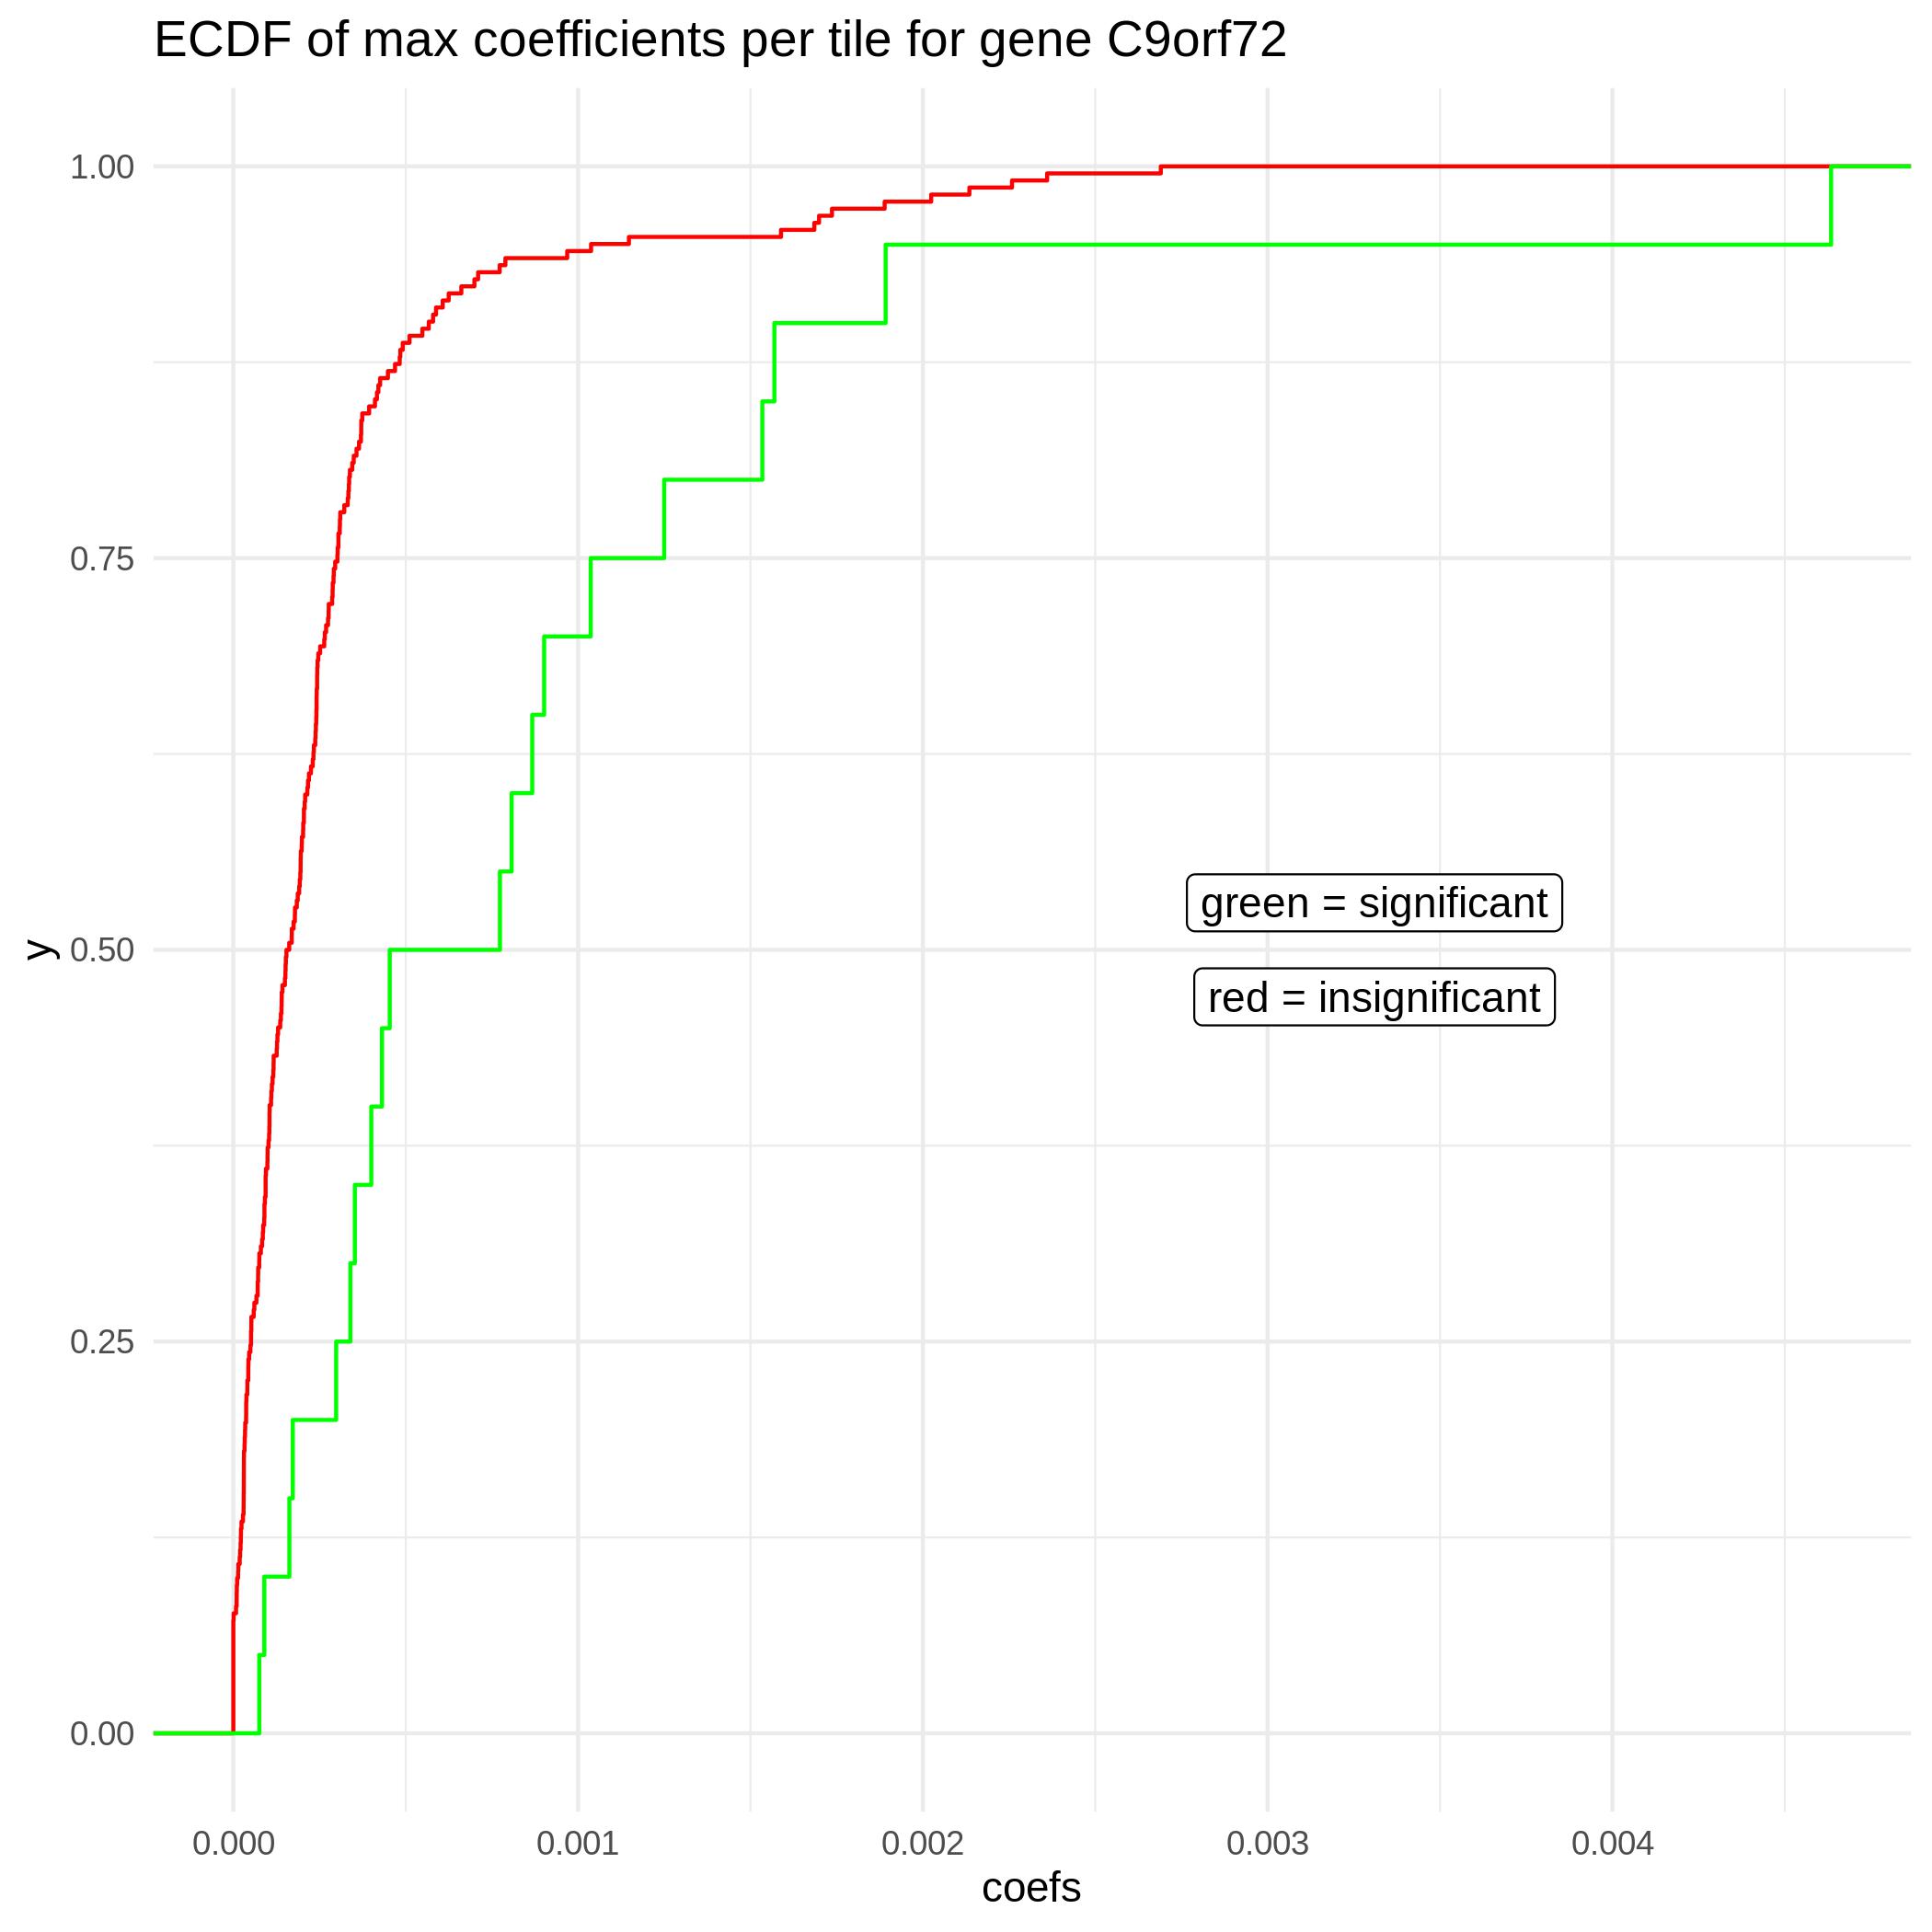 ECDF of max coefficients per tile for gene C9orf72
1.00
0.75
0.50
0.25
0.00
y
green = significant
red = insignificant
0.000 0.001 0.002 0.003 0.004
coefs